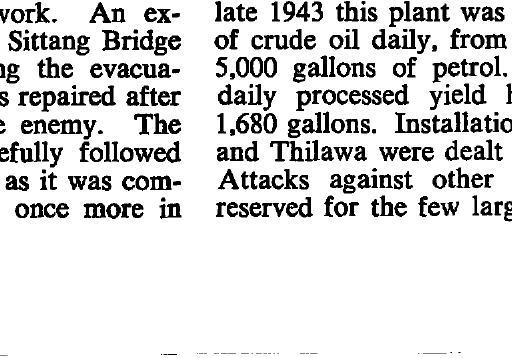 work. An ex-
Sittang Bridge
ng the evacua-
s repaired after
e enemy. The
efully followed
as it was com-
once more in
late 1943 this plant was
of crude oil daily, from
5,000 gallons of petrol.
daily processed yield
1,680 gallons. Installatio
and Thilawa were dealt
Attacks against other
reserved for the few larg